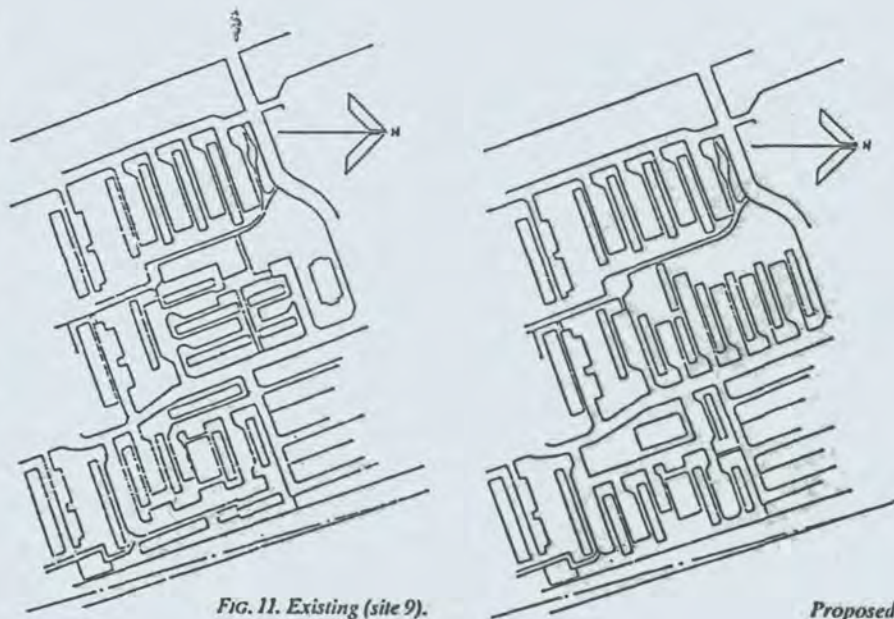 N
N
FIG. 11. Existing (site 9).
Proposed